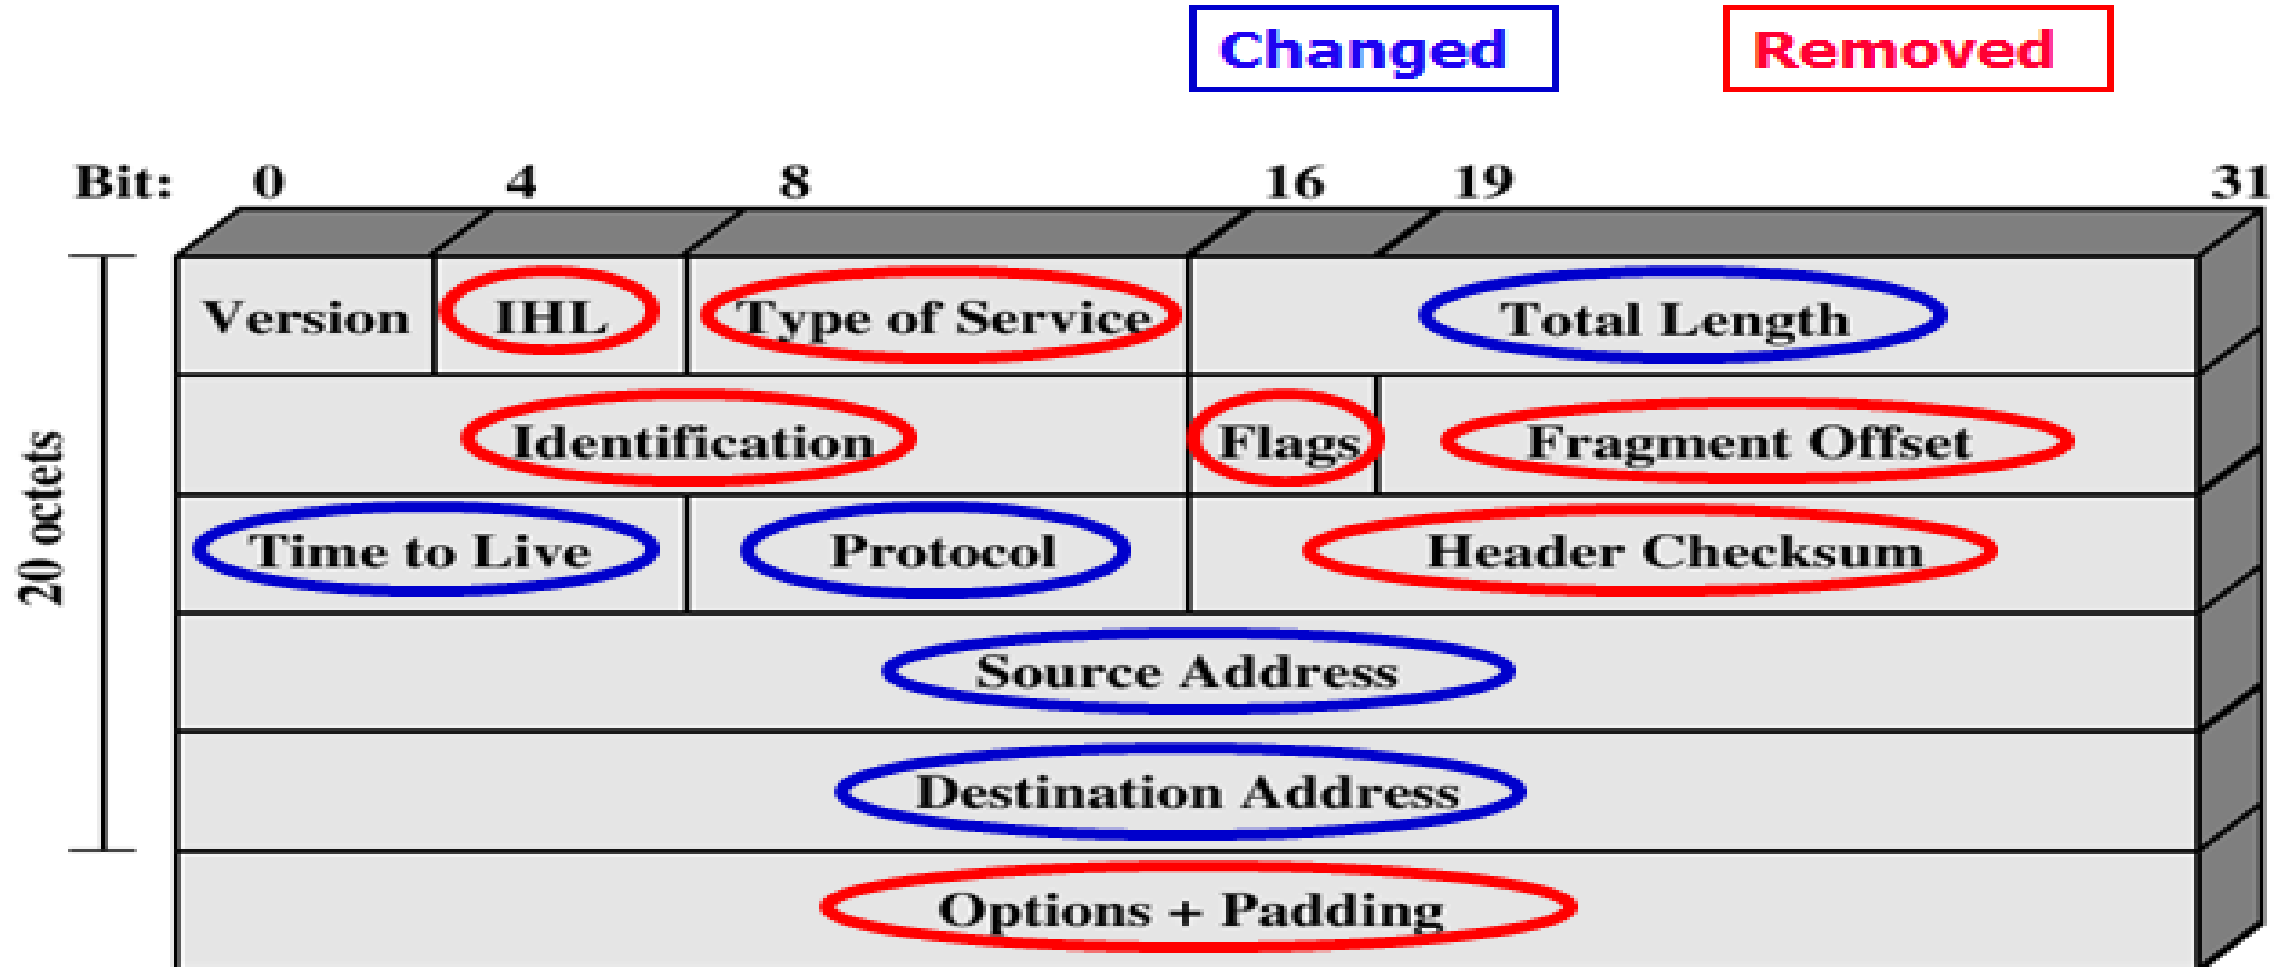 Changed Removed
Bit: 0 4 8 16 19 31
Version IHL Type of Service Total Length
Identification Flags Fragment Offset
Time to Live Protocol Header Checksum
Source Address
Destination Address
Options + Padding
20 octets